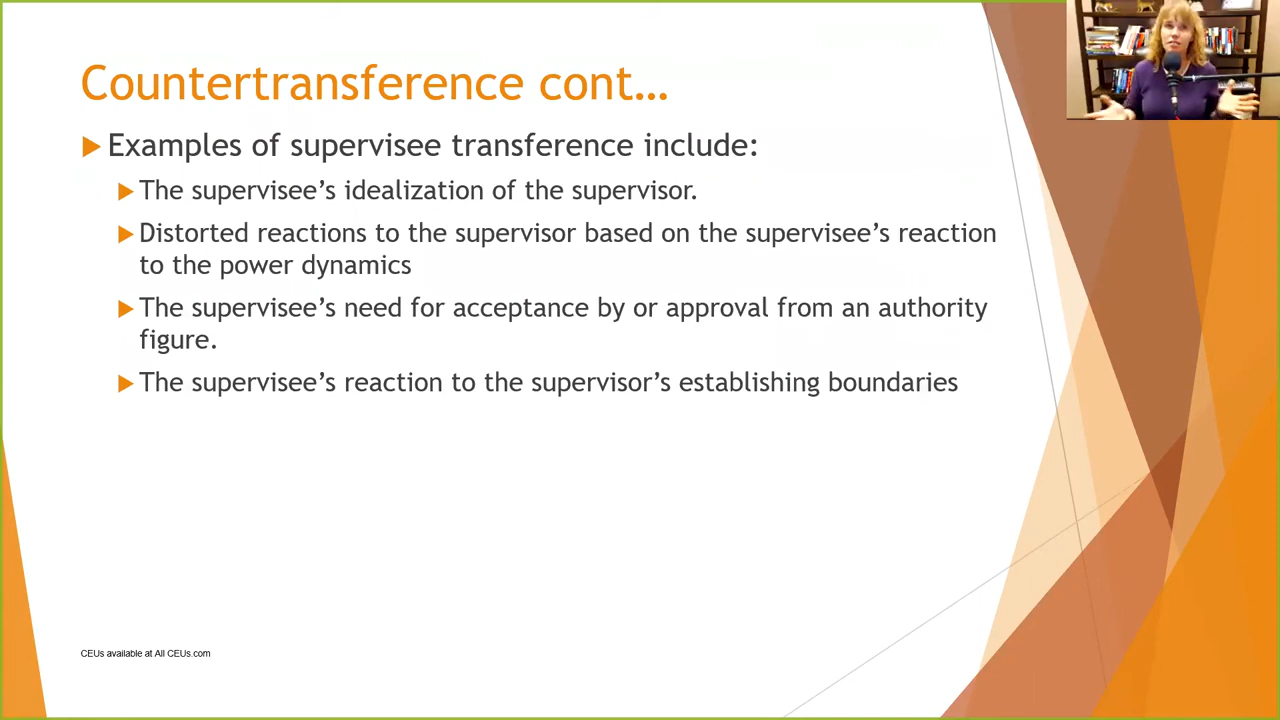 Countertransference cont…
Examples of supervisee transference include:
The supervisee’s idealization of the supervisor.
Distorted reactions to the supervisor based on the supervisee’s reaction
to the power dynamics
The supervisee’s need for acceptance by or approval from an authority
figure.
The supervisee’s reaction to the supervisor’s establishing boundaries
CEUs available at All CEUs.com